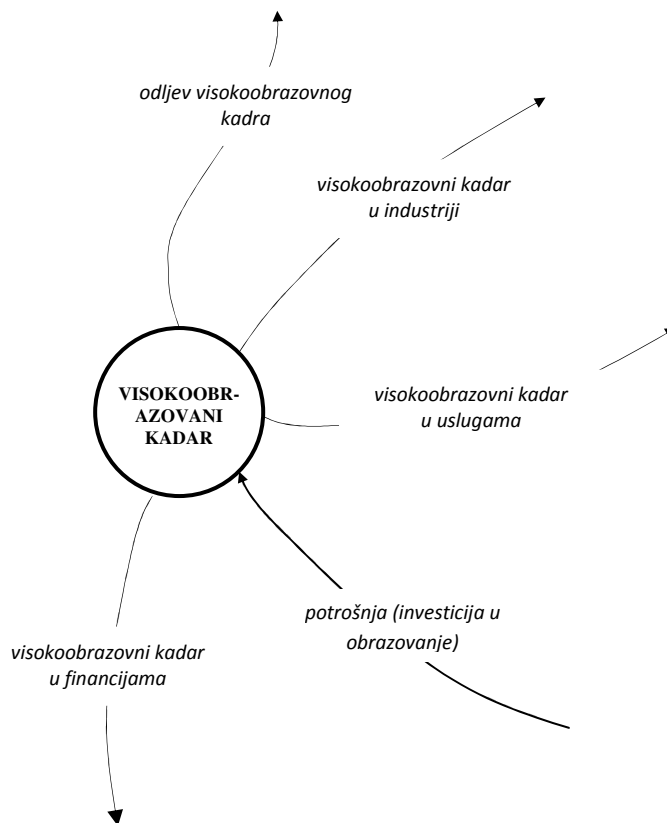 odljev visokoobrazovnog
kadra
visokoobrazovni kadar
u industriji
VISOKOOBR-
AZOVANI
KADAR
visokoobrazovni kadar
u uslugama
potrošnja (investicija u
obrazovanje)
visokoobrazovni kadar
u financijama